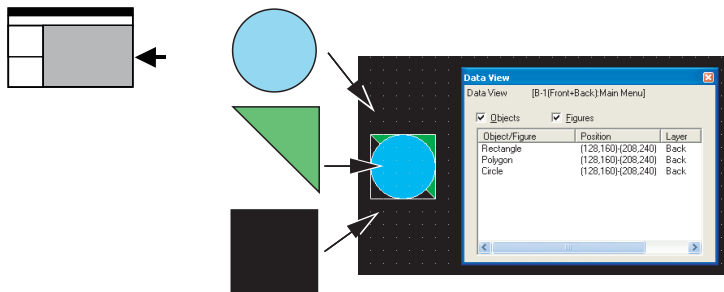 Data View
Data View [B-1(Front+Back):Main Menu]
Objects Figures
Object/Figure Position Layer
Rectangle (128,160)-(208,240) Back
Polygon (128,160)-(208,240) Back
Circle (128,160)-(208,240) Back